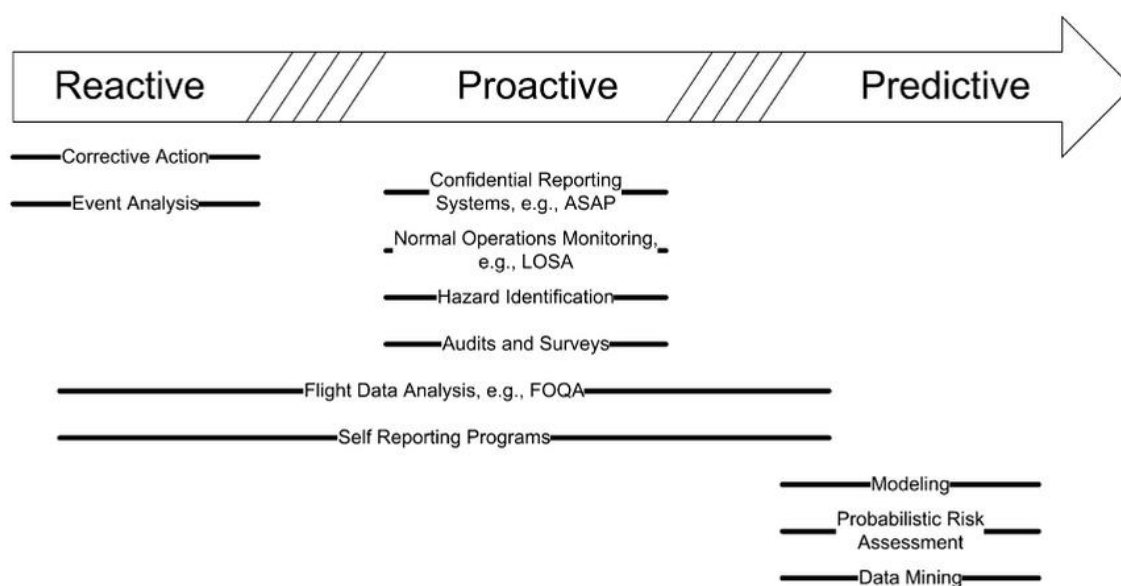 Reactive
Proactive
Predictive
Corrective Action
Event Analysis
Confidential Reporting
Systems, e.g., ASAP
Normal Operations Monitoring,
e.g., LOSA
Hazard Identification
Audits and Surveys
Flight Data Analysis, e.g., FOQA
Self Reporting Programs
Modeling
Probabilistic Risk
Assessment
Data Mining